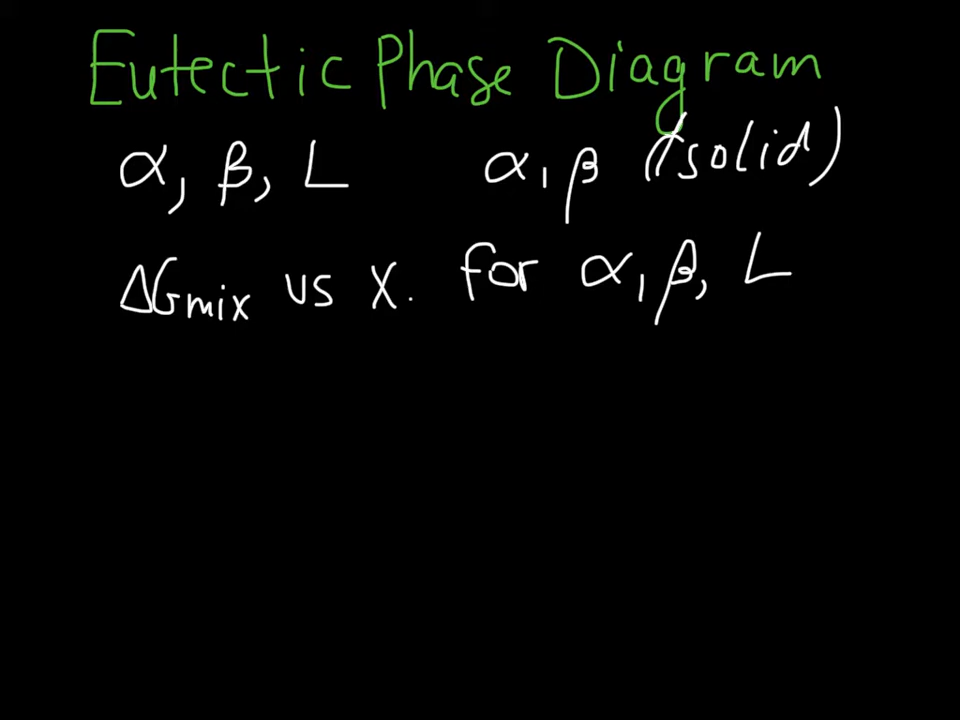 Eutectic Phase Diagram
α, β, L α, β (solid)
ΔGmix vs X. for α, β, L